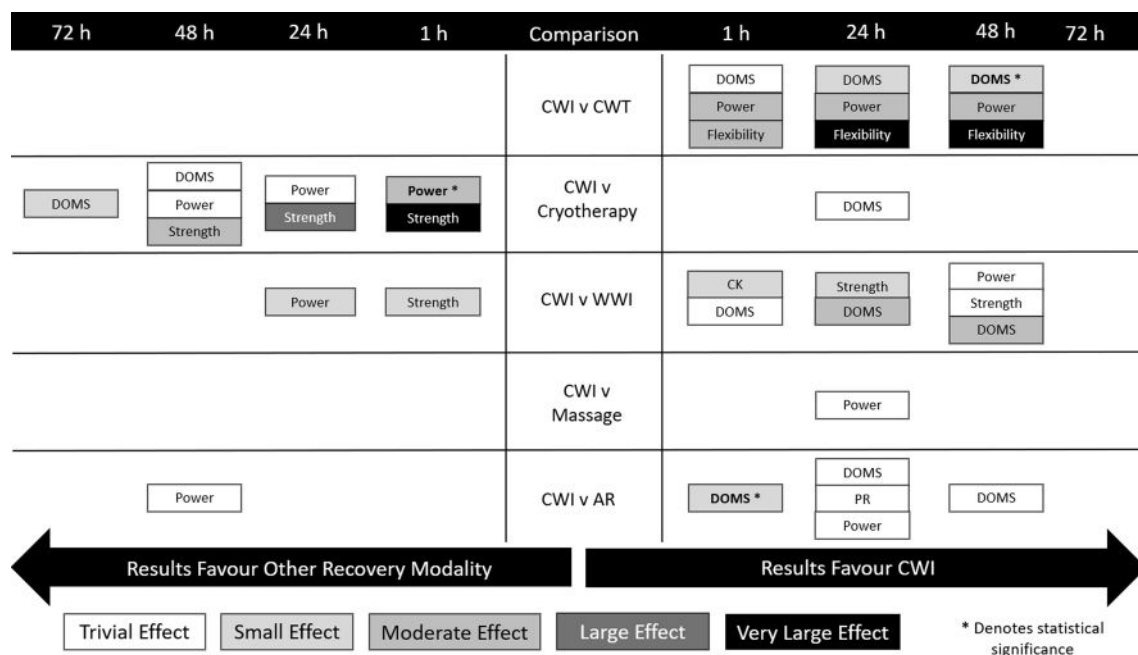 72 h 48 h 24 h 1 h Comparison 1 h 24 h 48 h 72 h
CWI v CWT
DOMS
Power
Flexibility
DOMS
Power
Flexibility
DOMS *
Power
Flexibility
DOMS
DOMS
Power
Strength
Power
Strength
Power *
Strength
CWI v
Cryotherapy
DOMS
Power
Strength
CWI v WWI
CK
DOMS
Strength
DOMS
Power
Strength
DOMS
CWI v
Massage
Power
Power
CWI v AR
DOMS *
DOMS
PR
Power
DOMS
Results Favour Other Recovery Modality
Results Favour CWI
Trivial Effect
Small Effect
Moderate Effect
Large Effect
Very Large Effect
* Denotes statistical
significance